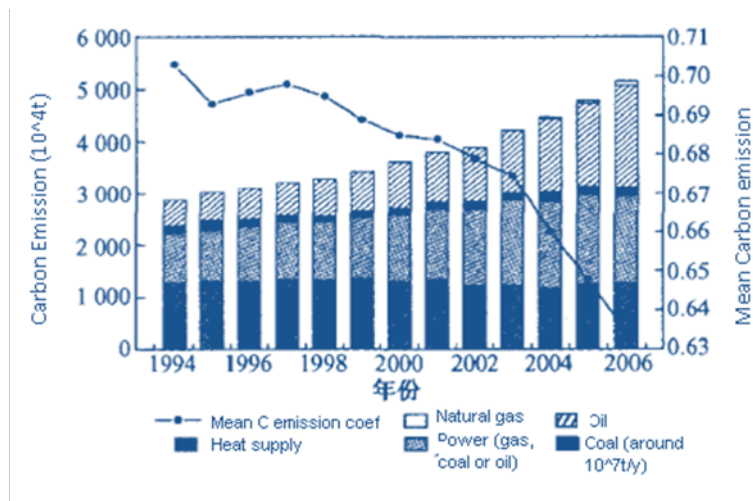 6 000
5 000
4 000
3 000
2 000
1 000
0
Carbon Emission (10^4t)
0.71
0.70
0.69
0.68
0.67
0.66
0.65
0.64
0.63
Mean Carbon emission
1994 1996 1998 2000 2002 2004 2006
年份
Mean C emission coef Natural gas Oil
Heat supply Power (gas, Coal (around
coal or oil) 10^7t/y)